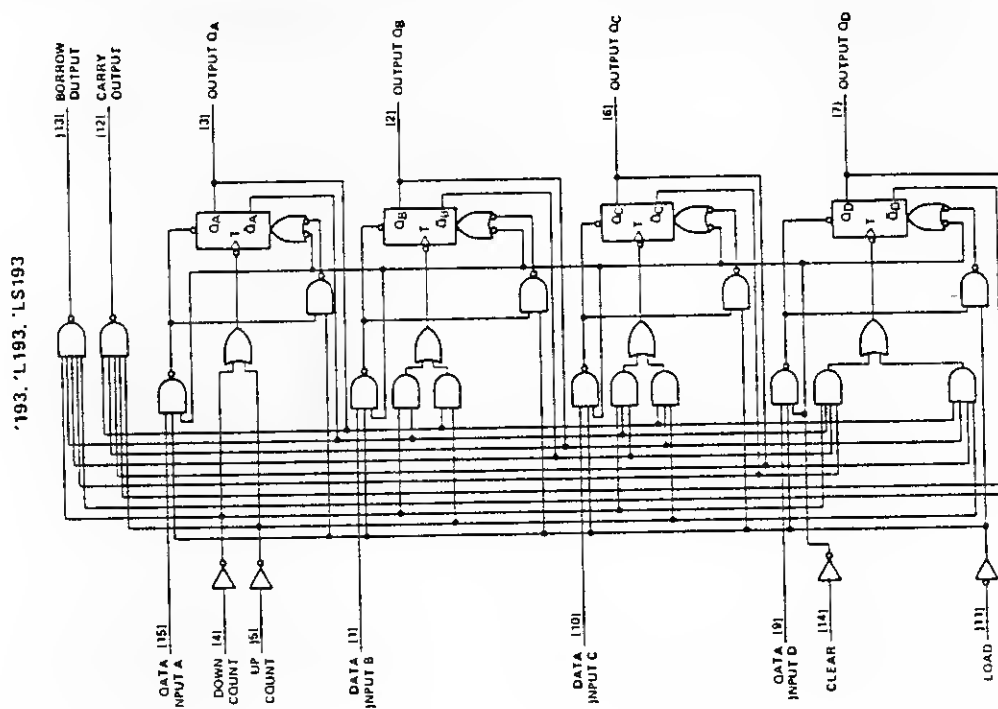 '193, 'L193, 'LS193
[13] BORROW
OUTPUT
[12] CARRY
OUTPUT
[3] OUTPUT QA
[2] OUTPUT QB
[6] OUTPUT QC
[7] OUTPUT QD
QA
QA
T
QB
QB
T
QC
QC
T
QD
QD
T
DATA [15]
INPUT A
DOWN [4]
COUNT
UP [5]
COUNT
DATA [1]
INPUT B
DATA [10]
INPUT C
DATA [9]
INPUT D
CLEAR [14]
LOAD [11]